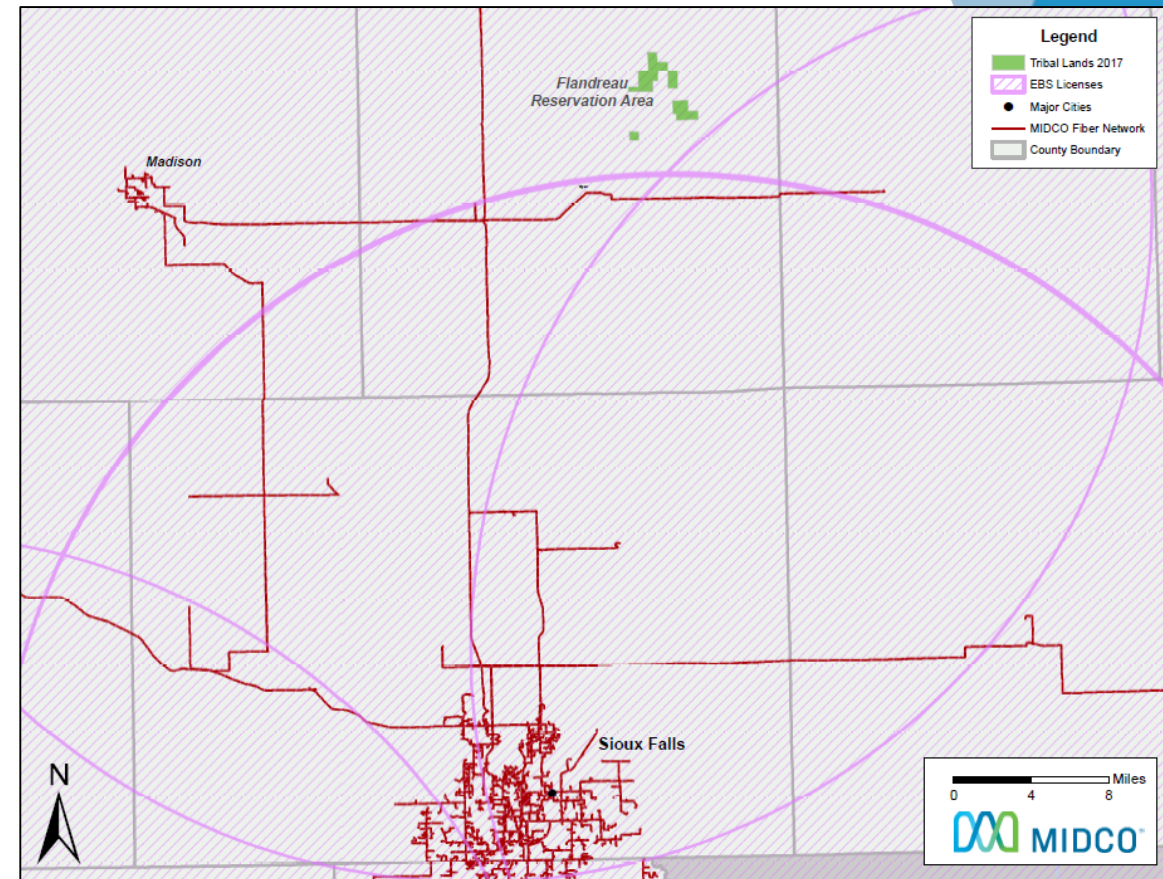 Legend
Tribal Lands 2017
EBS Licenses
Major Cities
MIDCO Fiber Network
County Boundary
Flandreau
Reservation Area
Madison
Sioux Falls
N
Miles
0 4 8
MIDCO